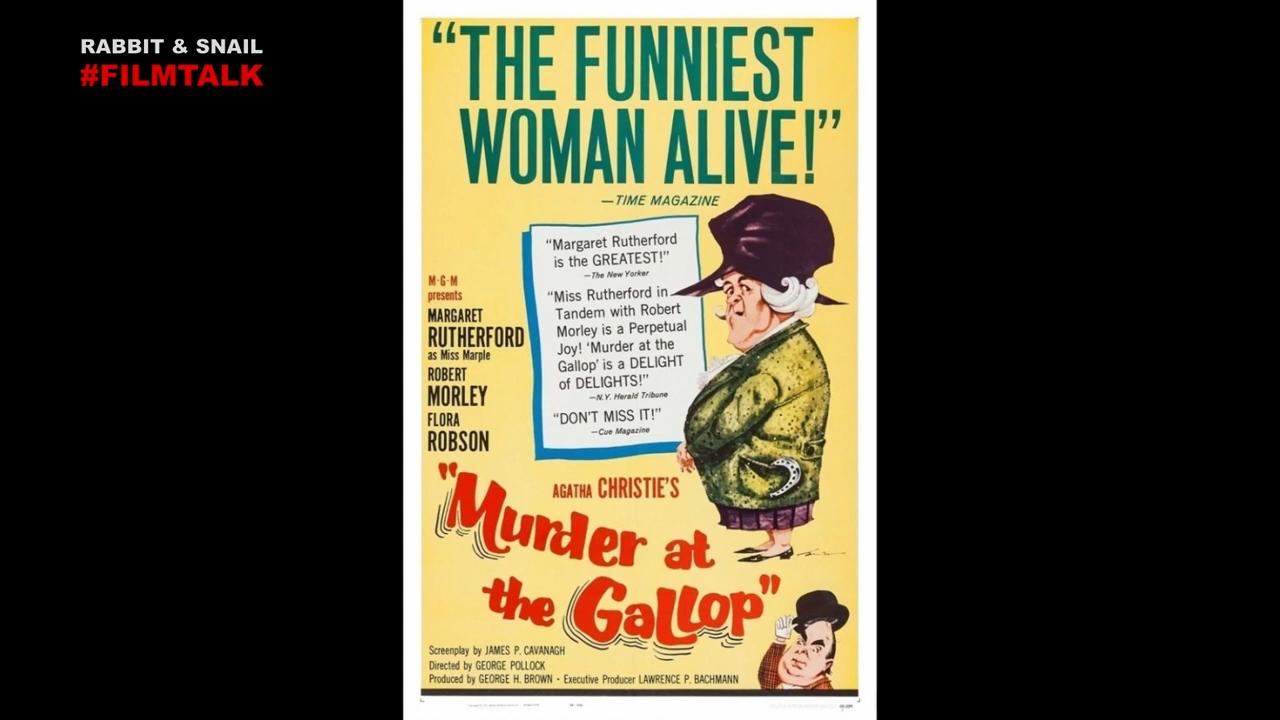 RABBIT & SNAIL
#FILMTALK
“THE FUNNIEST
WOMAN ALIVE!”
—TIME MAGAZINE
“Margaret Rutherford
is the GREATEST!”
—The New Yorker
“Miss Rutherford in
Tandem with Robert
Morley is a Perpetual
Joy! ‘Murder at the
Gallop’ is a DELIGHT
of DELIGHTS!”
—N.Y. Herald Tribune
“DON’T MISS IT!”
—Cue Magazine
M·G·M
presents
MARGARET
RUTHERFORD
as Miss Marple
ROBERT
MORLEY
FLORA
ROBSON
AGATHA CHRISTIE’S
“Murder at
the Gallop”
Screenplay by JAMES P. CAVANAGH
Directed by GEORGE POLLOCK
Produced by GEORGE H. BROWN · Executive Producer LAWRENCE P. BACHMANN